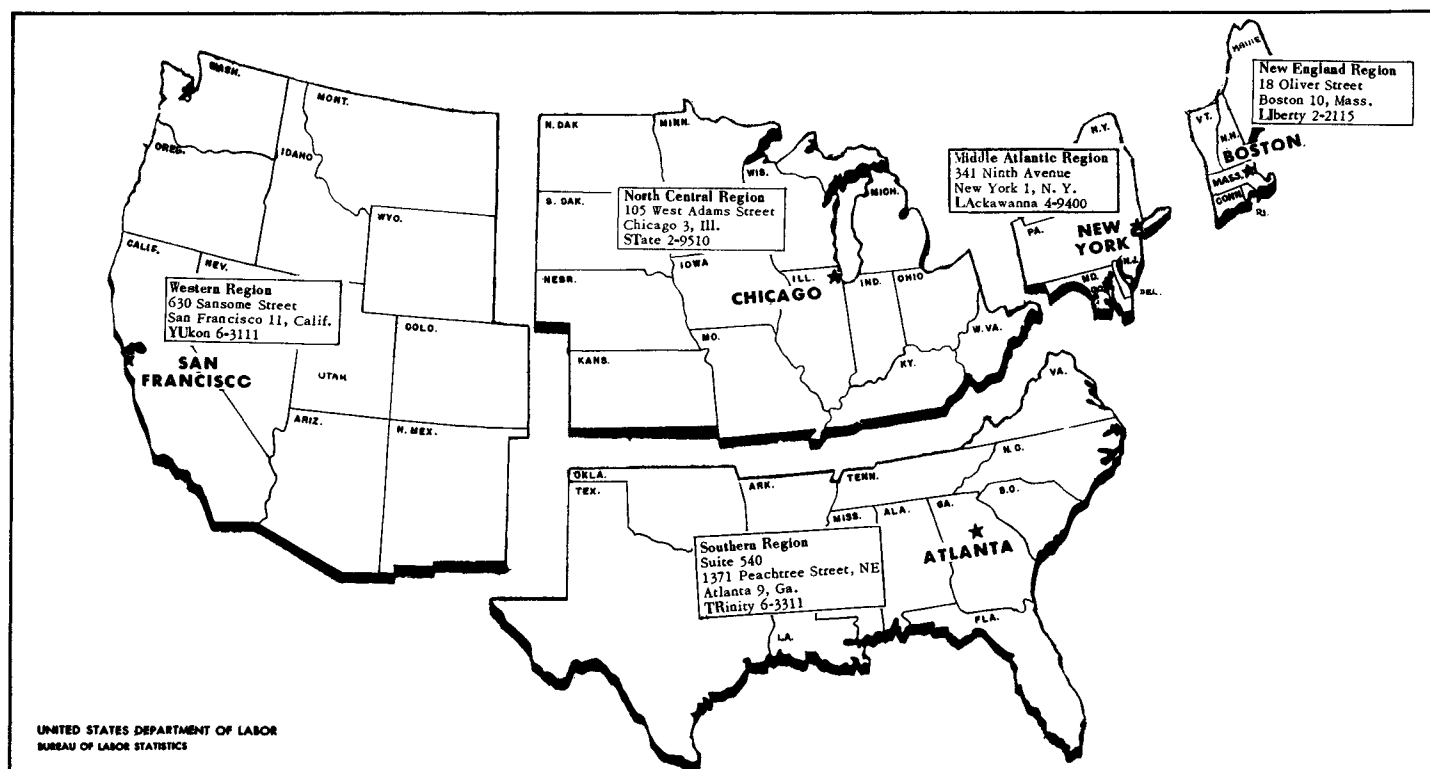 WASH.
MONT.
OREG.
IDAHO
WYO.
CALIF.
NEV.
Western Region
630 Sansome Street
San Francisco 11, Calif.
YUkon 6-3111
SAN
FRANCISCO
UTAH
COLO.
ARIZ.
N. MEX.
N. DAK
MINN.
S. DAK.
WIS.
MICH.
North Central Region
105 West Adams Street
Chicago 3, Ill.
STate 2-9510
NEBR.
IOWA
ILL.
IND.
OHIO
CHICAGO
KANS.
MO.
KY.
W. VA.
N.Y.
Middle Atlantic Region
341 Ninth Avenue
New York 1, N. Y.
LAckawanna 4-9400
PA.
NEW
YORK
N.J.
MD.
DEL.
MAINE
New England Region
18 Oliver Street
Boston 10, Mass.
LIberty 2-2115
VT.
N.H.
BOSTON
MASS.
CONN.
R.I.
VA.
N. C.
OKLA.
TEX.
ARK.
TENN.
S.C.
MISS.
ALA.
GA.
ATLANTA
Southern Region
Suite 540
1371 Peachtree Street, NE
Atlanta 9, Ga.
TRinity 6-3311
LA.
FLA.
UNITED STATES DEPARTMENT OF LABOR
BUREAU OF LABOR STATISTICS